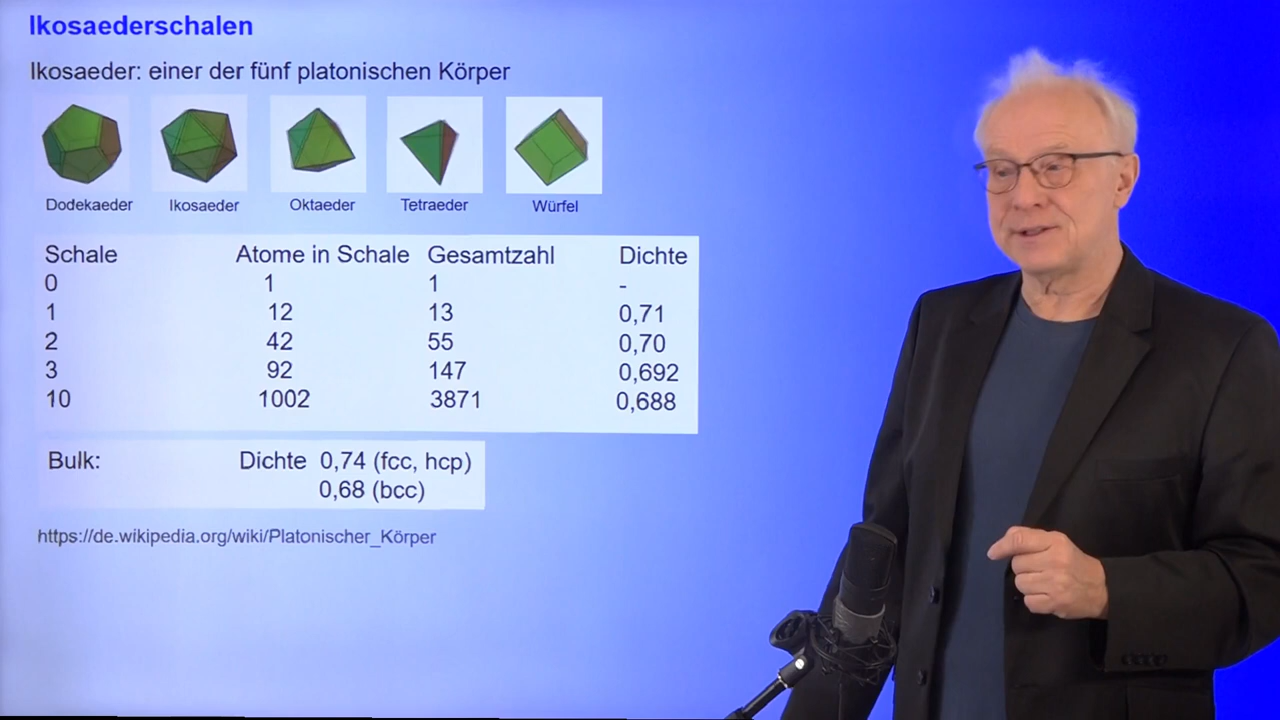 Ikosaederschalen
Ikosaeder: einer der fünf platonischen Körper
Dodekaeder Ikosaeder Oktaeder Tetraeder Würfel
Schale Atome in Schale Gesamtzahl Dichte
0 1 1 -
1 12 13 0,71
2 42 55 0,70
3 92 147 0,692
10 1002 3871 0,688
Bulk: Dichte 0,74 (fcc, hcp)
0,68 (bcc)
https://de.wikipedia.org/wiki/Platonischer_Körper